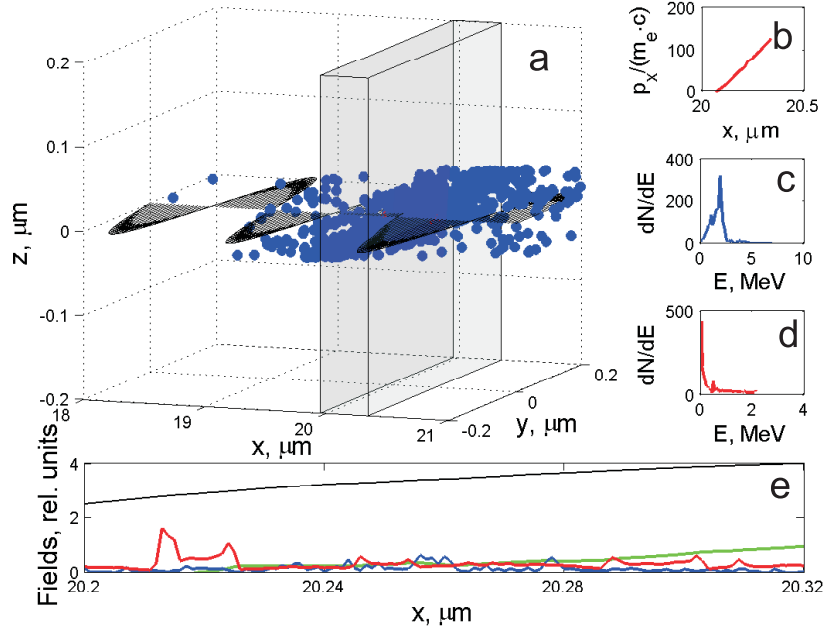 a
0.2
0.1
0
-0.1
-0.2
z, μm
18
19
20
21
x, μm
-0.2
0
0.2
y, μm
b
200
100
0
20
20.5
p_x/(m_e·c)
x, μm
c
400
200
0
0
5
10
dN/dE
E, MeV
d
500
0
0
2
4
dN/dE
E, MeV
e
4
2
0
20.2
20.24
20.28
20.32
Fields, rel. units
x, μm